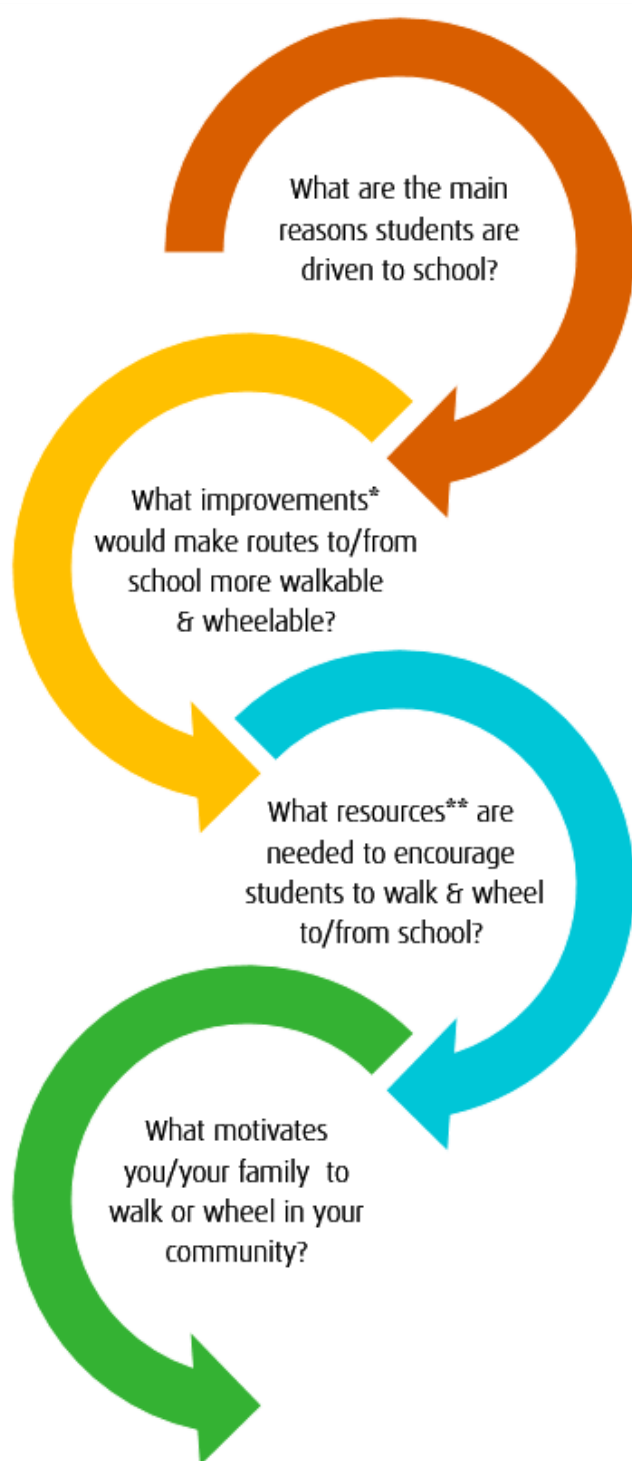 What are the main
reasons students are
driven to school?
What improvements*
would make routes to/from
school more walkable
& wheelable?
What resources** are
needed to encourage
students to walk & wheel
to/from school?
What motivates
you/your family to
walk or wheel in your
community?